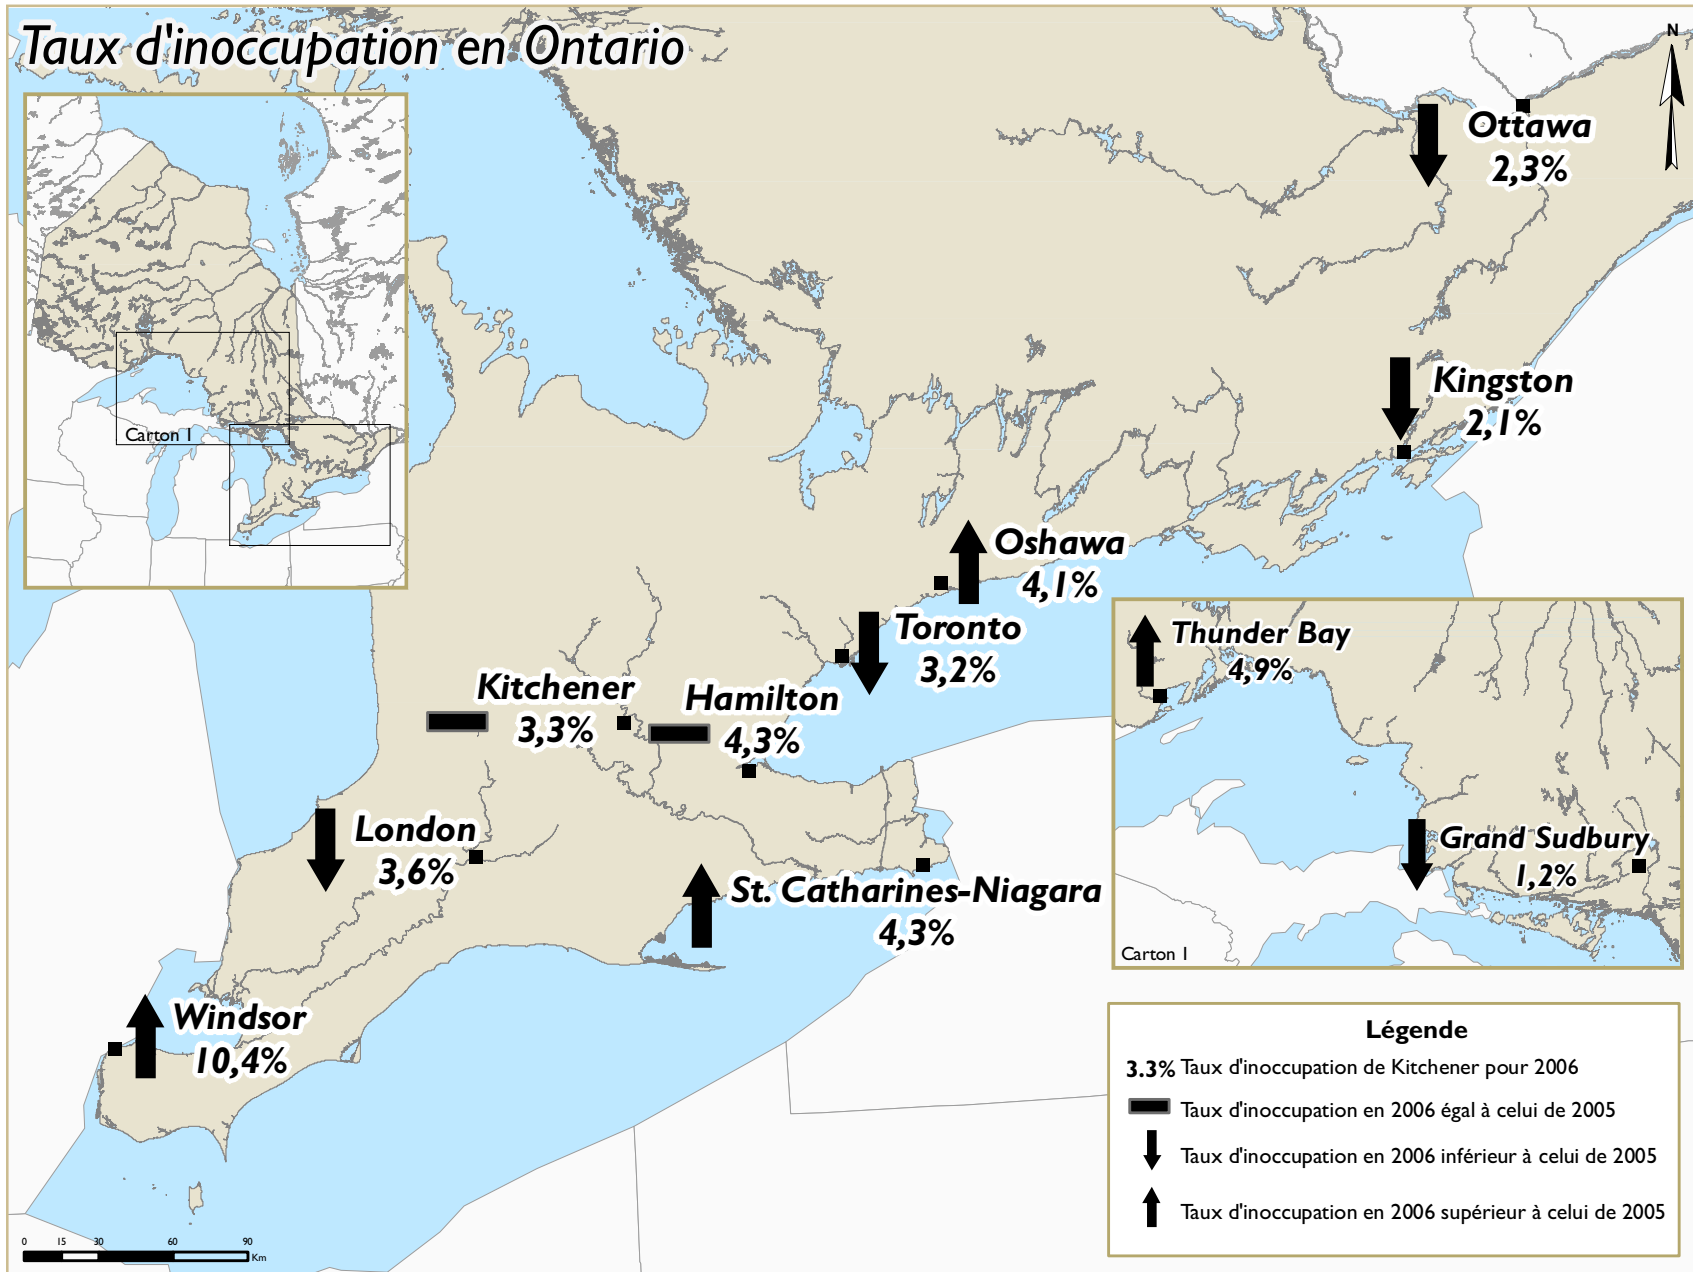 Taux d'inoccupation en Ontario
N
Carton 1
Ottawa
2,3%
Kingston
2,1%
Oshawa
4,1%
Toronto
3,2%
Kitchener
3,3%
Hamilton
4,3%
London
3,6%
St. Catharines-Niagara
4,3%
Windsor
10,4%
Thunder Bay
4,9%
Grand Sudbury
1,2%
Carton 1
Légende
3.3% Taux d'inoccupation de Kitchener pour 2006
Taux d'inoccupation en 2006 égal à celui de 2005
Taux d'inoccupation en 2006 inférieur à celui de 2005
Taux d'inoccupation en 2006 supérieur à celui de 2005
0 15 30 60 90
Km